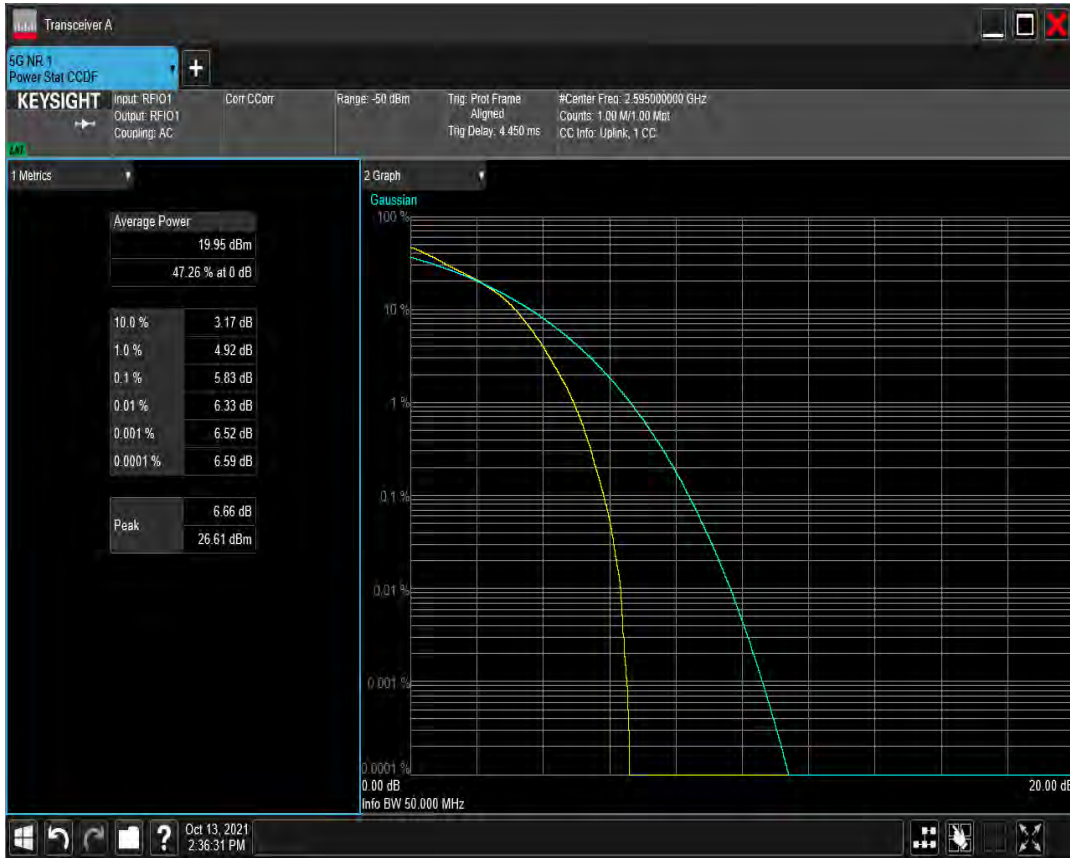 Transceiver A
5G NR 1
Power Stat CCDF
+
KEYSIGHT
Input: RFIO1
Output: RFIO1
Coupling: AC
Corr CCorr
Range: -50 dBm
Trig: Prot Frame
Aligned
Trig Delay: 4.450 ms
#Center Freq: 2.595000000 GHz
Counts: 1.00 M/1.00 Mpt
CC Info: Uplink, 1 CC
1 Metrics
Average Power
19.95 dBm
47.26 % at 0 dB
10.0 % 3.17 dB
1.0 % 4.92 dB
0.1 % 5.83 dB
0.01 % 6.33 dB
0.001 % 6.52 dB
0.0001 % 6.59 dB
Peak
6.66 dB
26.61 dBm
2 Graph
Gaussian
100 %
10 %
1 %
0.1 %
0.01 %
0.001 %
0.0001 %
0.00 dB
20.00 dB
Info BW 50.000 MHz
?
Oct 13, 2021
2:36:31 PM